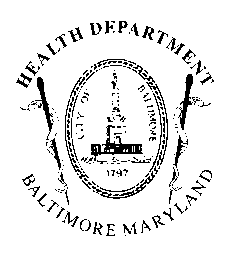 HEALTH DEPARTMENT
CITY OF
BALTIMORE
1797
BALTIMORE MARYLAND